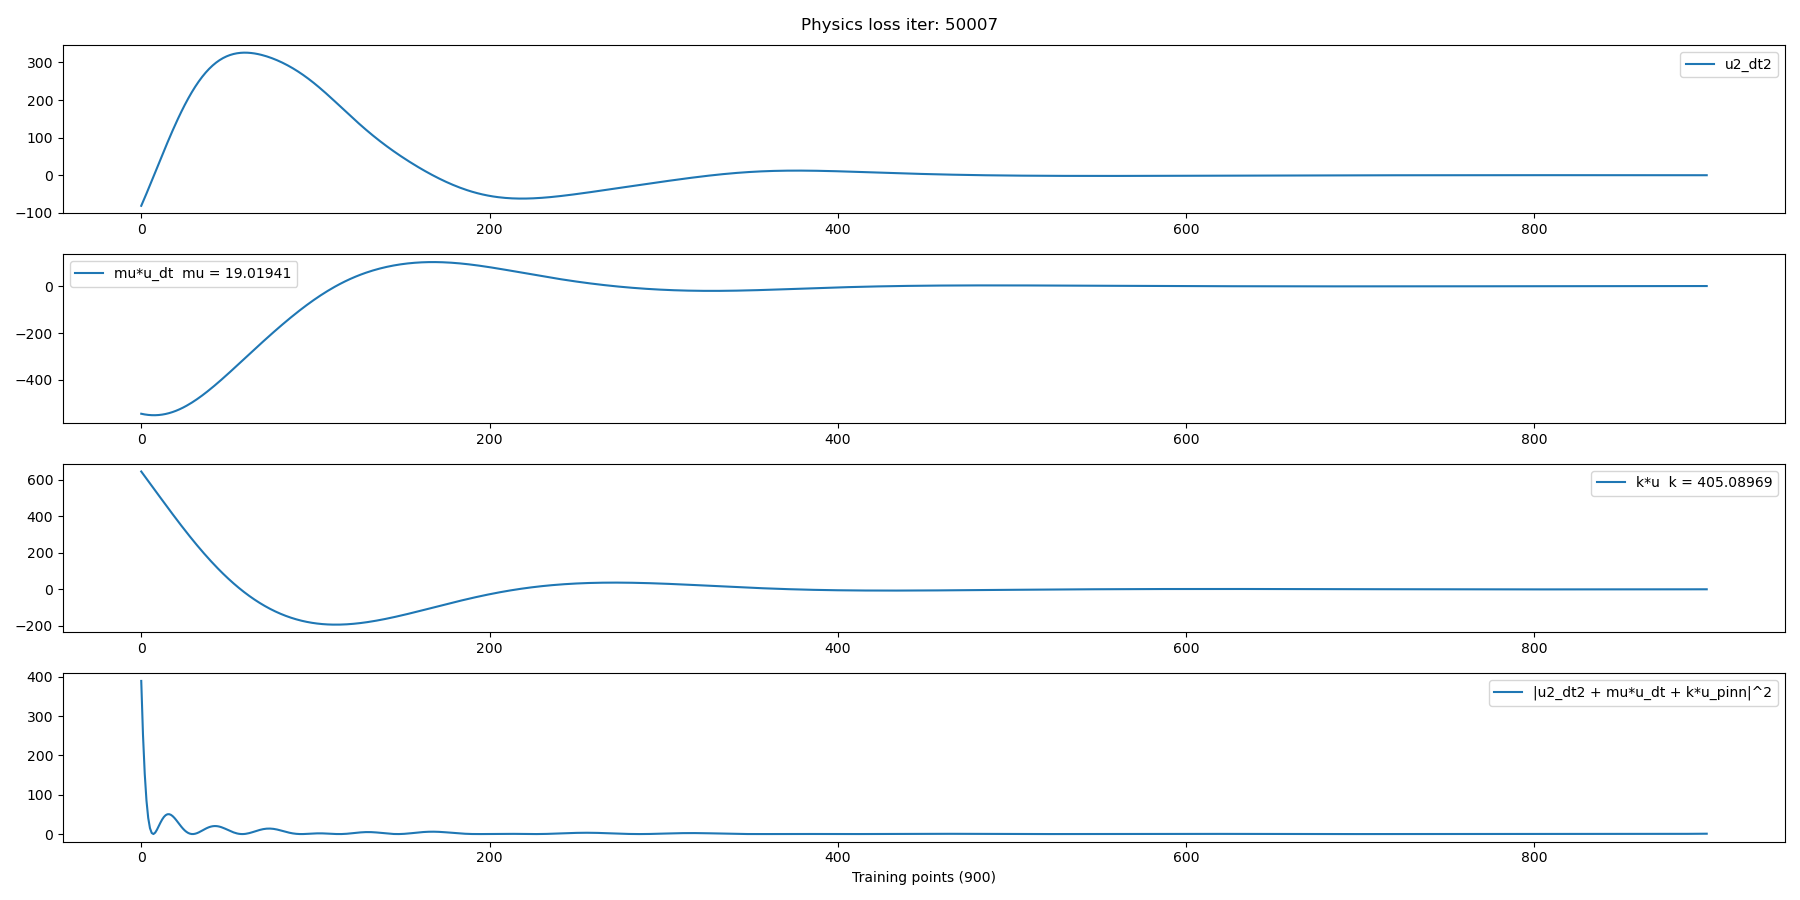 Physics loss iter: 50007
300
200
100
0
−100
u2_dt2
0 200 400 600 800
0
−200
−400
mu*u_dt mu = 19.01941
0 200 400 600 800
600
400
200
0
−200
k*u k = 405.08969
0 200 400 600 800
400
300
200
100
0
|u2_dt2 + mu*u_dt + k*u_pinn|^2
0 200 400 600 800
Training points (900)